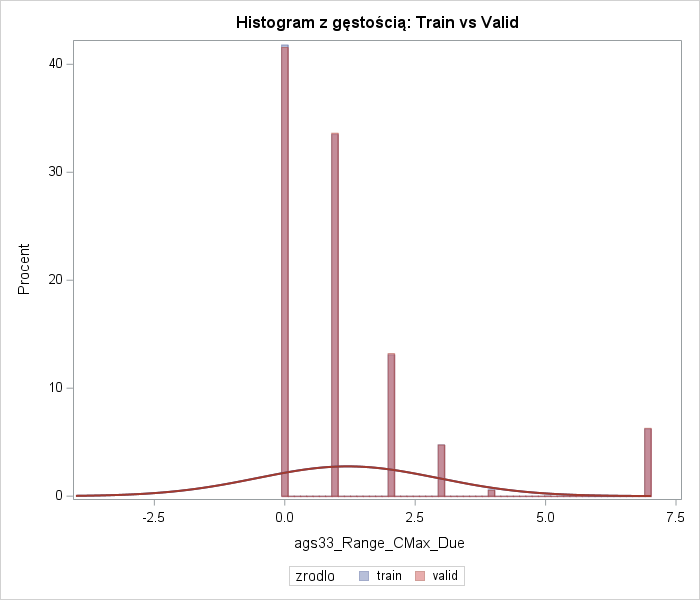 Histogram z gęstością: Train vs Valid
40
30
20
10
0
Procent
-2.5 0.0 2.5 5.0 7.5
ags33_Range_CMax_Due
zrodlo train valid